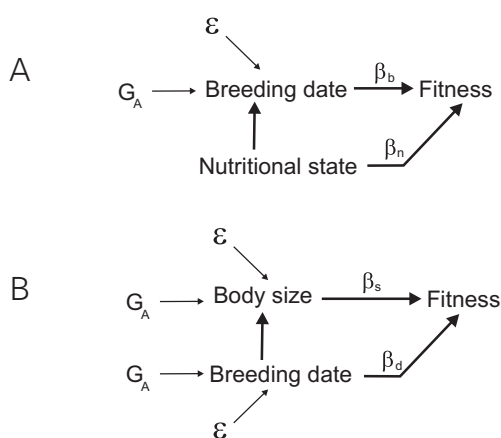 A
ε
G_A Breeding date β_b Fitness
Nutritional state β_n
B
ε
G_A Body size β_s Fitness
G_A Breeding date β_d
ε